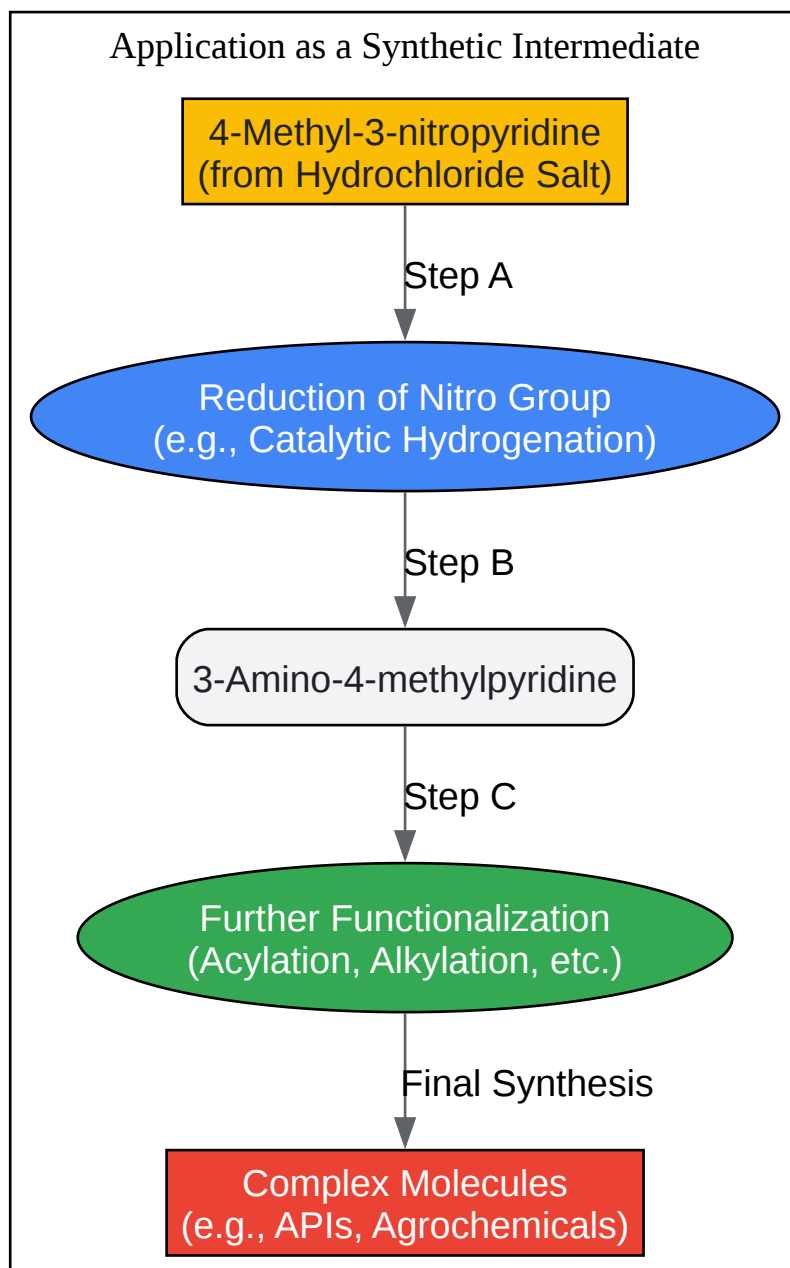 Application as a Synthetic Intermediate
4-Methyl-3-nitropyridine
(from Hydrochloride Salt)
Step A
Reduction of Nitro Group
(e.g., Catalytic Hydrogenation)
Step B
3-Amino-4-methylpyridine
Step C
Further Functionalization
(Acylation, Alkylation, etc.)
Final Synthesis
Complex Molecules
(e.g., APIs, Agrochemicals)